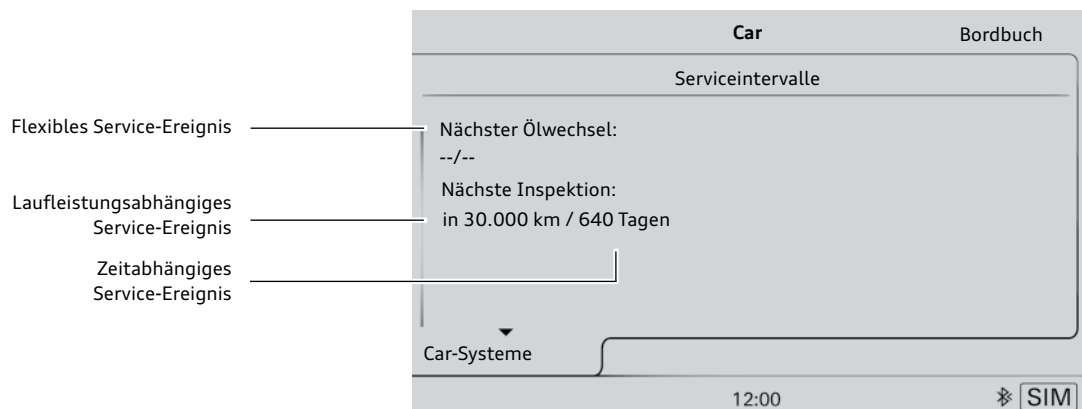 Car
Bordbuch
Serviceintervalle
Flexibles Service-Ereignis
Nächster Ölwechsel:
--/--
Nächste Inspektion:
Laufleistungsabhängiges
Service-Ereignis
in 30.000 km / 640 Tagen
Zeitabhängiges
Service-Ereignis
Car-Systeme
12:00
SIM